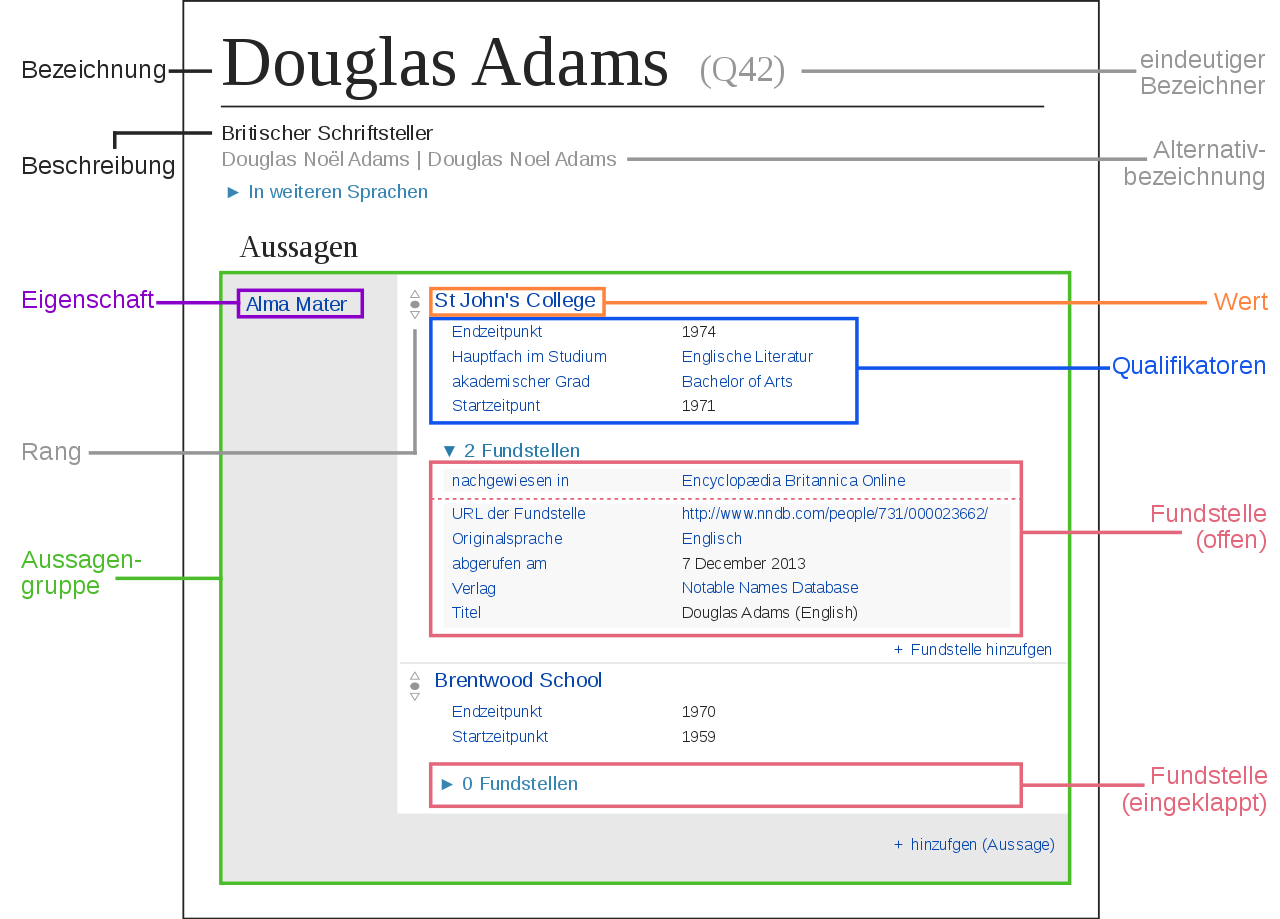 Bezeichnung
Douglas Adams (Q42)
eindeutiger
Bezeichner
Beschreibung
Britischer Schriftsteller
Douglas Noël Adams | Douglas Noel Adams
Alternativ-
bezeichnung
► In weiteren Sprachen
Aussagen
Eigenschaft
Alma Mater
St John's College
Wert
Endzeitpunkt 1974
Hauptfach im Studium Englische Literatur
akademischer Grad Bachelor of Arts
Startzeitpunt 1971
Qualifikatoren
Rang
▼ 2 Fundstellen
nachgewiesen in Encyclopædia Britannica Online
URL der Fundstelle http://www.nndb.com/people/731/000023662/
Originalsprache Englisch
abgerufen am 7 December 2013
Verlag Notable Names Database
Titel Douglas Adams (English)
Fundstelle
(offen)
Aussagen-
gruppe
+ Fundstelle hinzufügen
Brentwood School
Endzeitpunkt 1970
Startzeitpunkt 1959
► 0 Fundstellen
Fundstelle
(eingeklappt)
+ hinzufgen (Aussage)